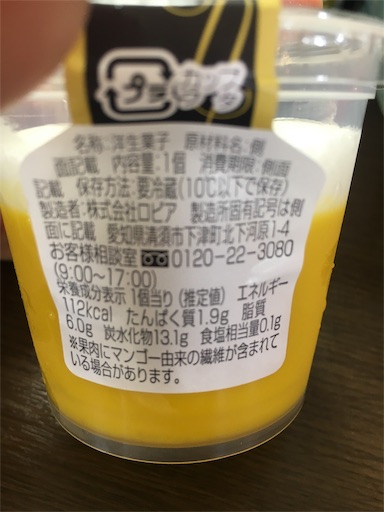 プラ カップ フタ
名称:洋生菓子 原材料名:側
面記載 内容量:1個 消費期限:側面
記載 保存方法:要冷蔵(10℃以下で保存)
製造者:株式会社ロピア 製造所固有記号は側
面に記載 愛知県清須市下津町北下河原1-4
お客様相談室 0120-22-3080
(9:00~17:00)
栄養成分表示 1個当り(推定値) エネルギー
112kcal たんぱく質1.9g 脂質
6.0g 炭水化物13.1g 食塩相当量0.1g
※果肉にマンゴー由来の繊維が含まれて
いる場合があります。